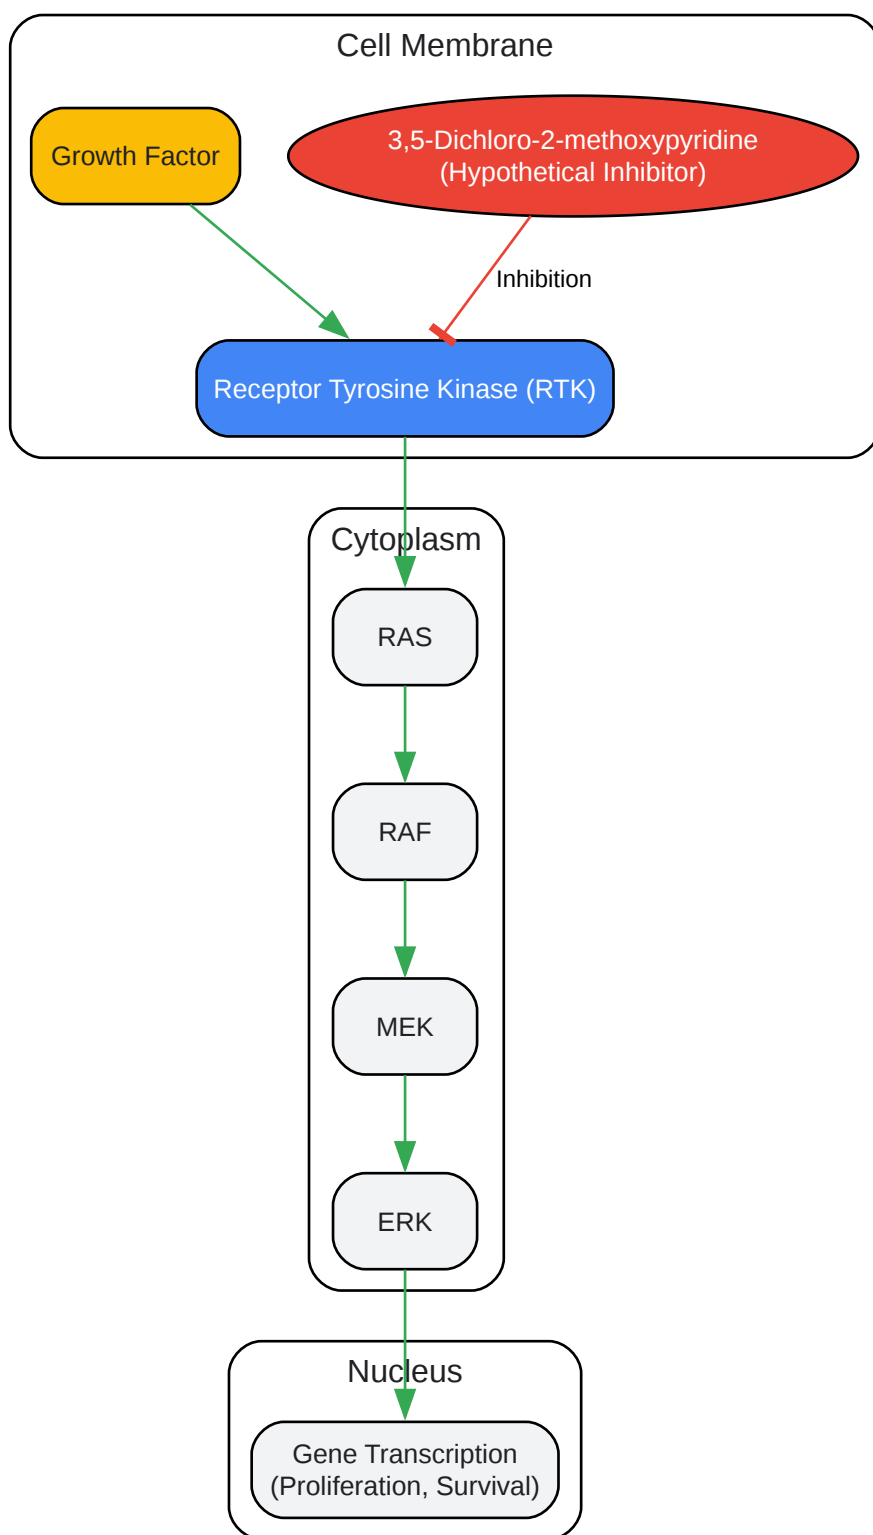 Cell Membrane
Growth Factor
3,5-Dichloro-2-methoxypyridine
(Hypothetical Inhibitor)
Inhibition
Receptor Tyrosine Kinase (RTK)
Cytoplasm
RAS
RAF
MEK
ERK
Nucleus
Gene Transcription
(Proliferation, Survival)